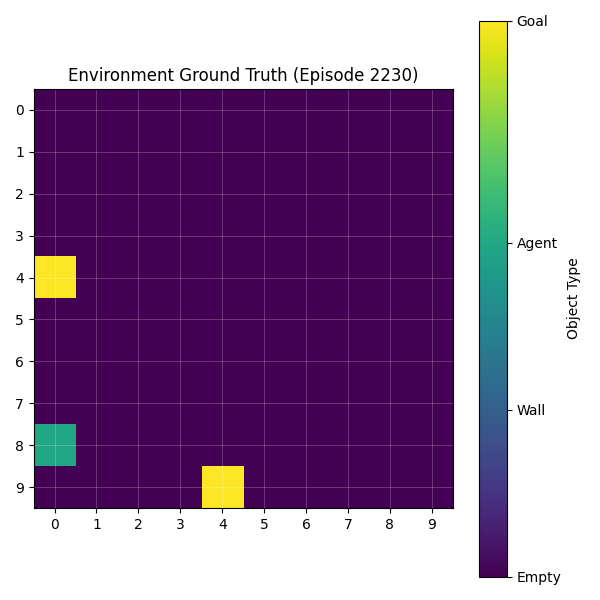 Environment Ground Truth (Episode 2230)
Goal
Agent
Wall
Empty
Object Type
0
1
2
3
4
5
6
7
8
9
0 1 2 3 4 5 6 7 8 9